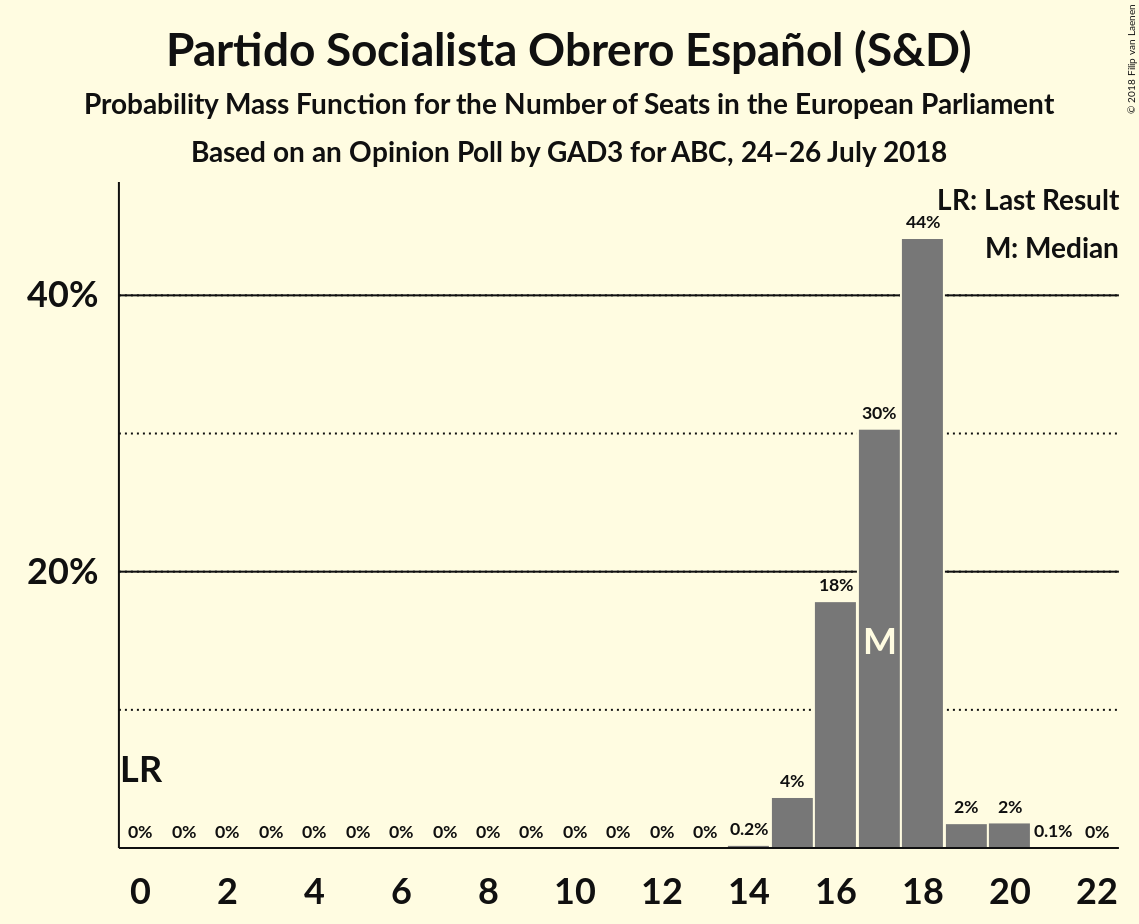 Partido Socialista Obrero Español (S&D)
Probability Mass Function for the Number of Seats in the European Parliament
Based on an Opinion Poll by GAD3 for ABC, 24–26 July 2018
© 2018 Filip van Laenen
LR: Last Result
M: Median
44%
40%
30%
20%
18%
M
LR
4%
2% 2%
0% 0% 0% 0% 0% 0% 0% 0% 0% 0% 0% 0% 0% 0% 0.2% 0.1% 0%
0 2 4 6 8 10 12 14 16 18 20 22